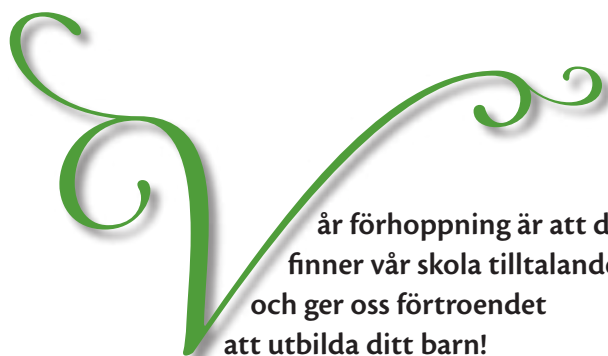 Vår förhoppning är att d
finner vår skola tilltalande
och ger oss förtroendet
att utbilda ditt barn!